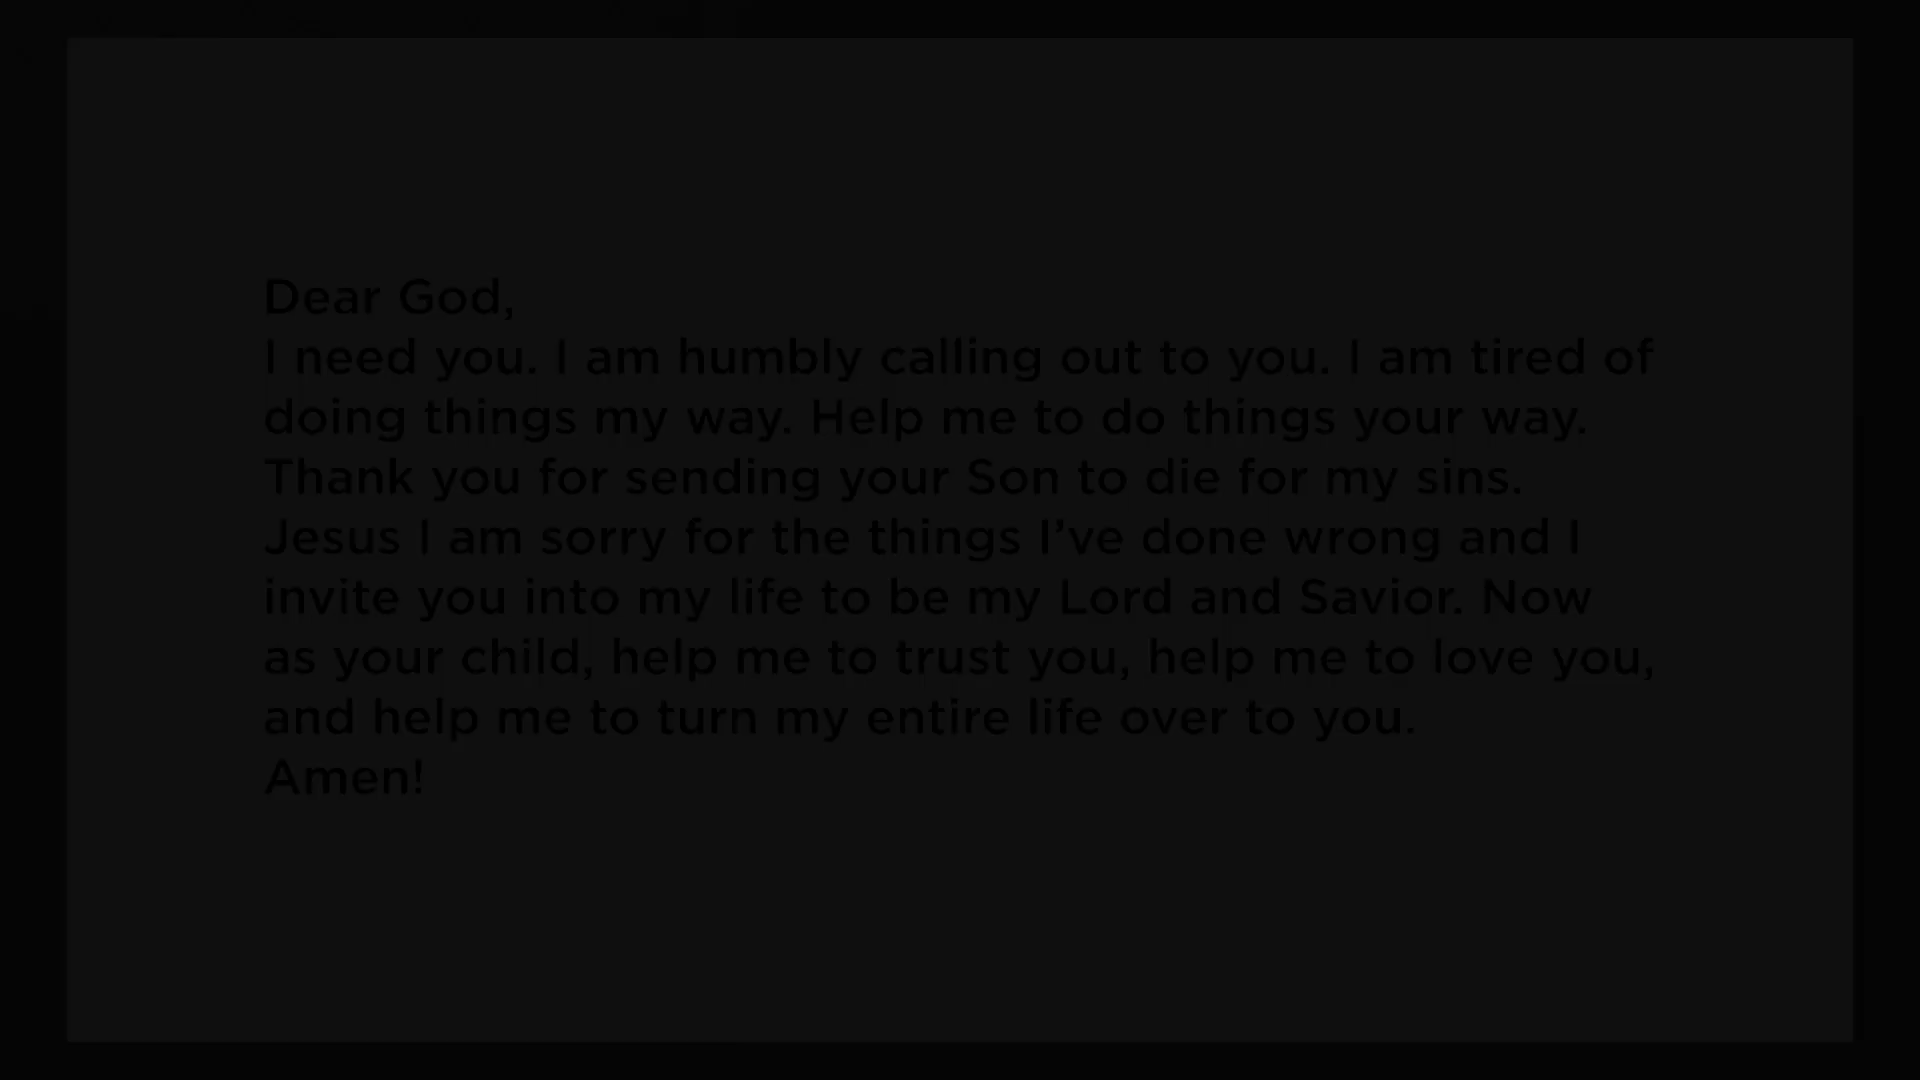 Dear God,
I need you. I am humbly calling out to you. I am tired of
doing things my way. Help me to do things your way.
Thank you for sending your Son to die for my sins.
Jesus I am sorry for the things I’ve done wrong and I
invite you into my life to be my Lord and Savior. Now
as your child, help me to trust you, help me to love you,
and help me to turn my entire life over to you.
Amen!